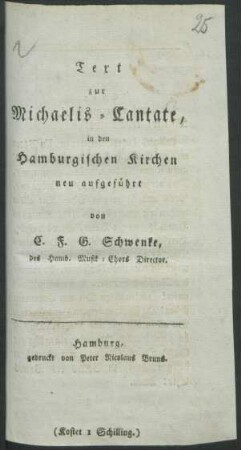 25
Text
zur
Michaelis-Cantate,
in den
Hamburgischen Kirchen
neu aufgeführt
von
C. F. G. Schwenke,
des Hamb. Musik-Chors Director.
Hamburg,
gedruckt von Peter Nicolaus Bruns.
(Kostet 1 Schilling.)